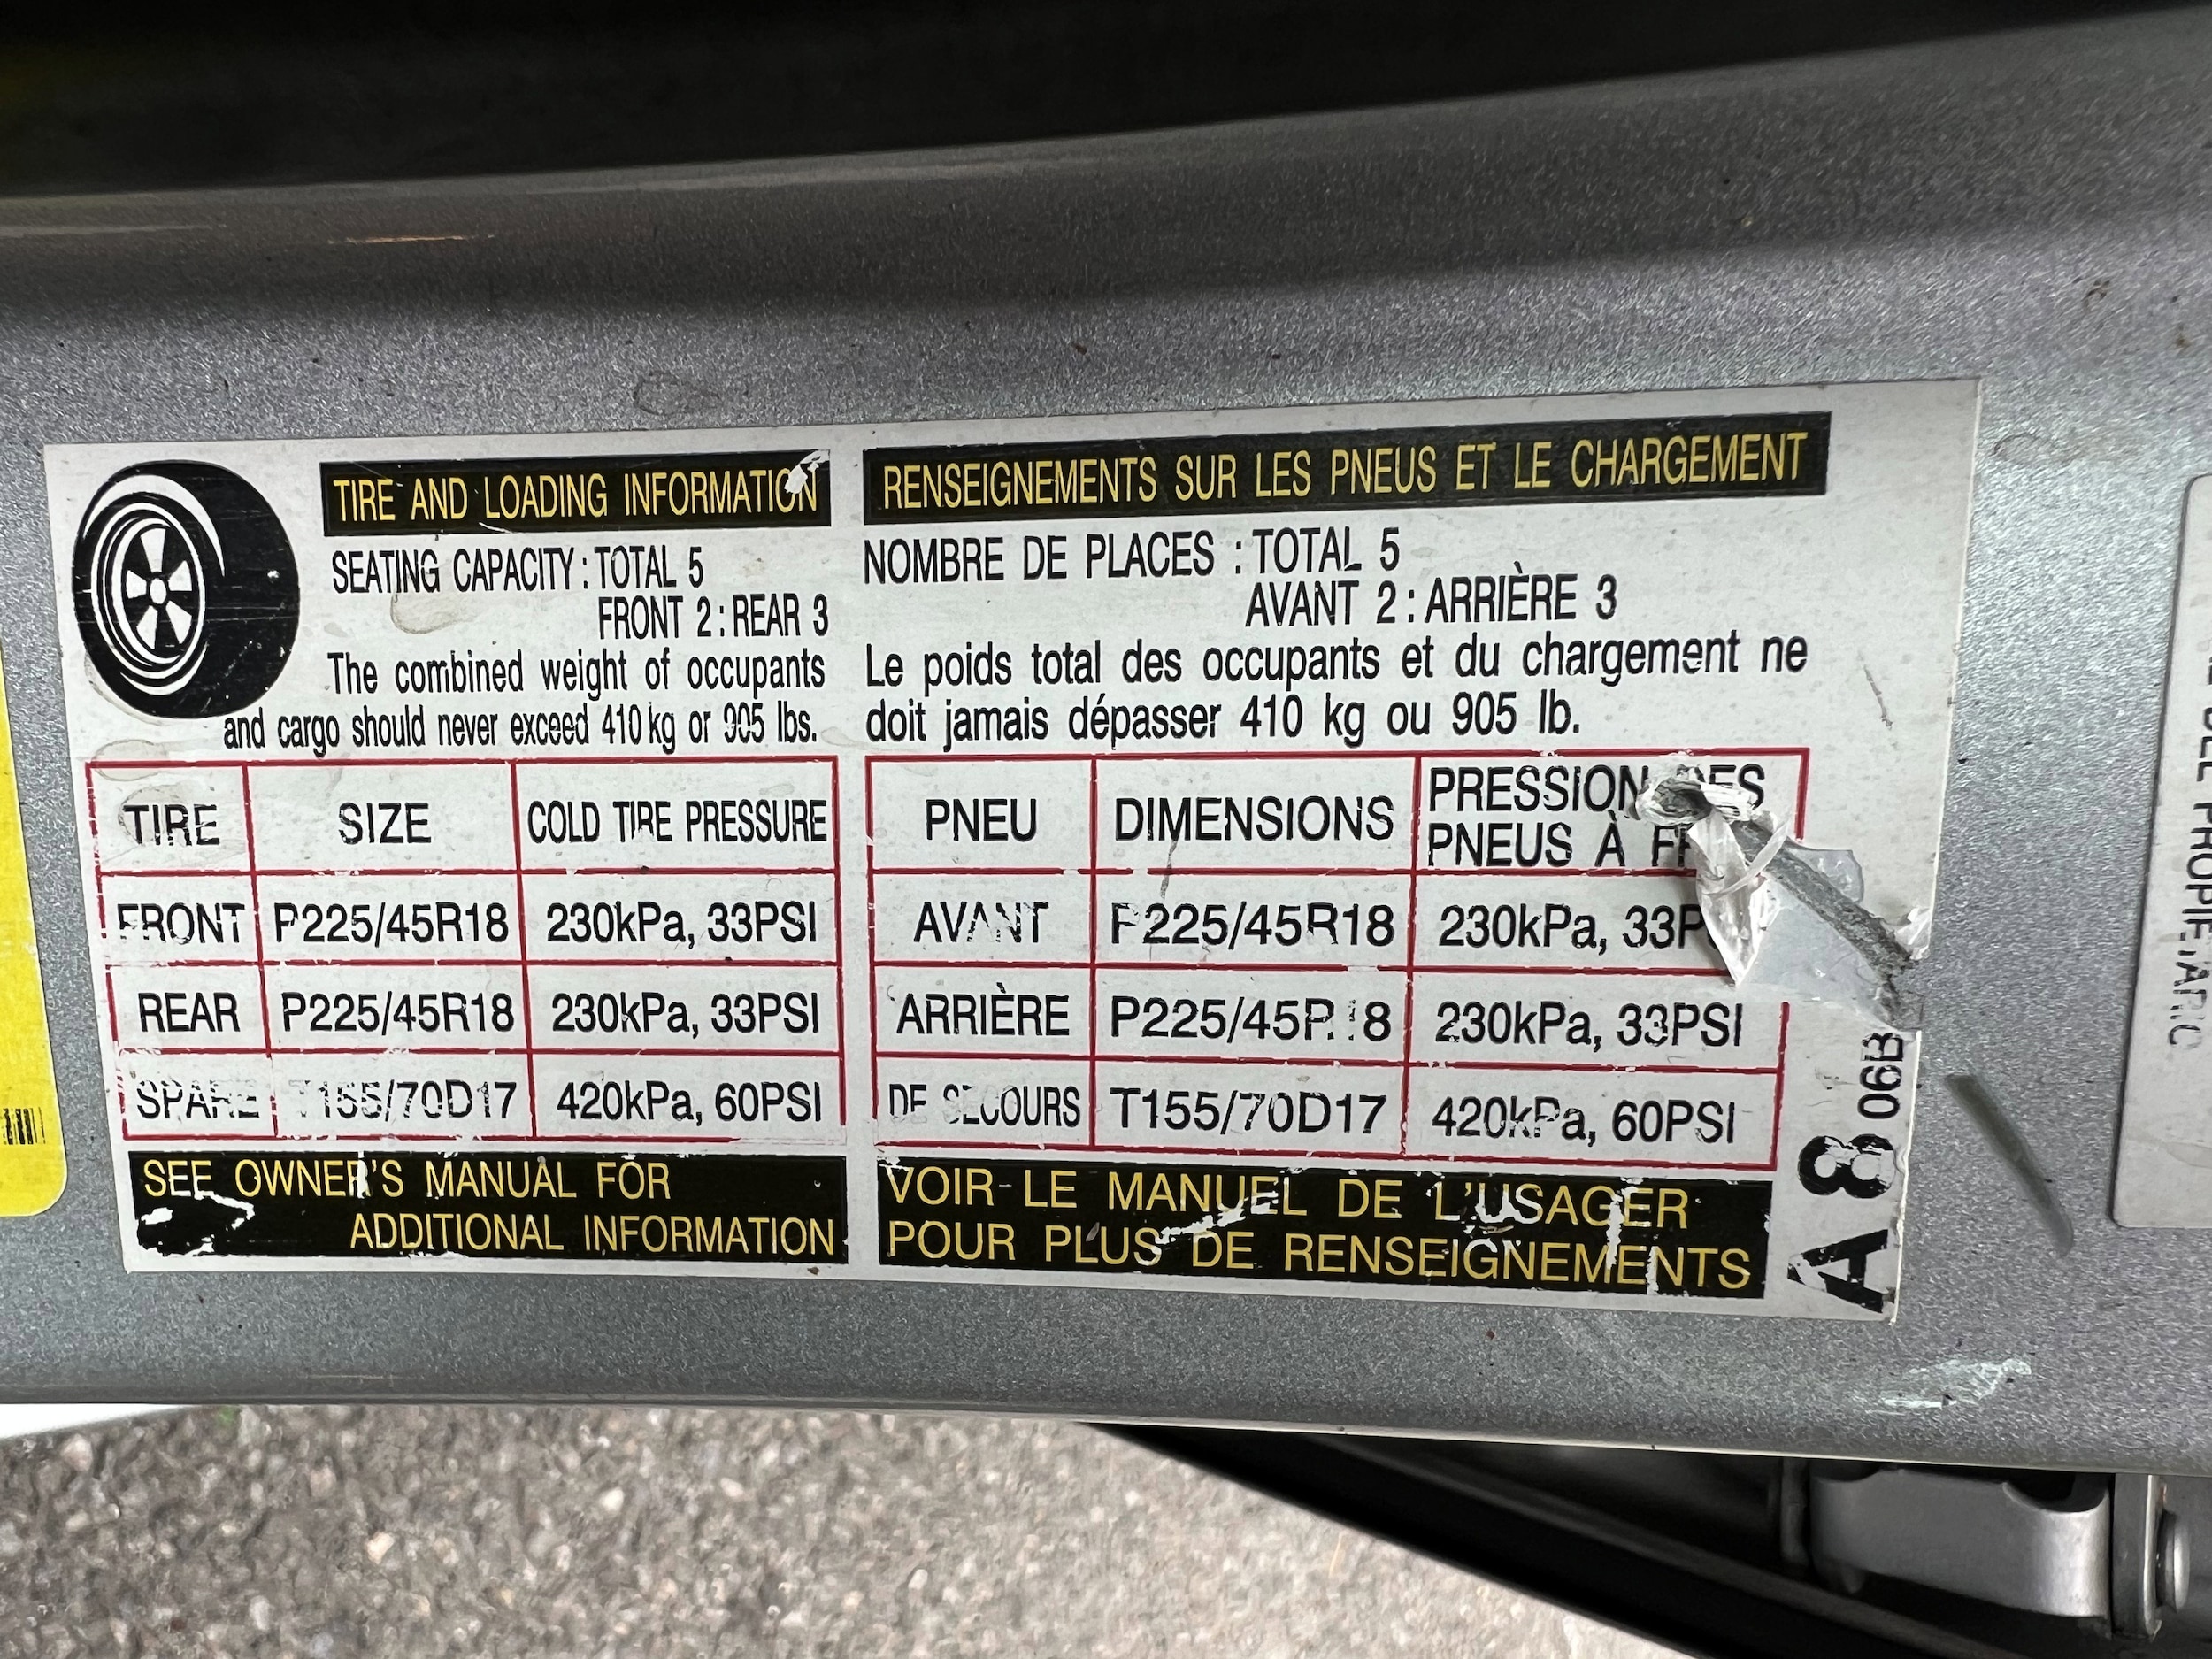 TIRE AND LOADING INFORMATION
SEATING CAPACITY : TOTAL 5
FRONT 2 : REAR 3
The combined weight of occupants
and cargo should never exceed 410 kg or 905 lbs.
TIRE SIZE COLD TIRE PRESSURE
FRONT P225/45R18 230kPa, 33PSI
REAR P225/45R18 230kPa, 33PSI
SPARE T155/70D17 420kPa, 60PSI
SEE OWNER'S MANUAL FOR
ADDITIONAL INFORMATION
RENSEIGNEMENTS SUR LES PNEUS ET LE CHARGEMENT
NOMBRE DE PLACES : TOTAL 5
AVANT 2 : ARRIÈRE 3
Le poids total des occupants et du chargement ne
doit jamais dépasser 410 kg ou 905 lb.
PNEU DIMENSIONS PRESSION DES
PNEUS À
AVANT P225/45R18 230kPa,
ARRIÈRE P225/45R18 230kPa, 33PSI
DE SECOURS T155/70D17 420kPa, 60PSI
VOIR LE MANUEL DE L'USAGER
POUR PLUS DE RENSEIGNEMENTS
A8 06B